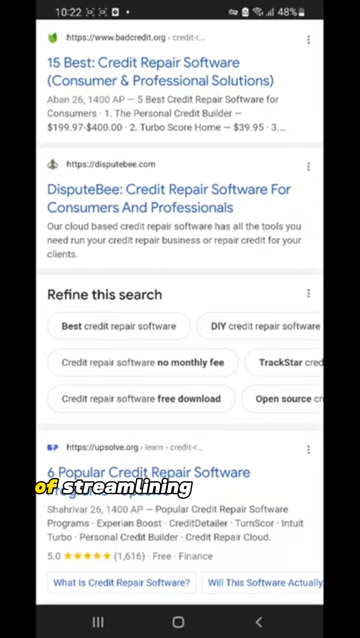 10:22
48%
https://www.badcredit.org › credit-r...
15 Best: Credit Repair Software
(Consumer & Professional Solutions)
Aban 26, 1400 AP — 5 Best Credit Repair Software for
Consumers · 1. The Personal Credit Builder —
$199.97-$400.00 · 2. Turbo Score Home — $39.95 · 3....
https://disputebee.com
DisputeBee: Credit Repair Software For
Consumers And Professionals
Our cloud based credit repair software has all the tools you
need run your credit repair business or repair credit for your
clients.
Refine this search
Best credit repair software
DIY credit repair software
Credit repair software no monthly fee
TrackStar cred
Credit repair software free download
Open source cr
https://upsolve.org › learn › credit-r...
6 Popular Credit Repair Software
of streamlining
Shahrivar 26, 1400 AP — Popular Credit Repair Software
Programs · Experian Boost · CreditDetailer · TurnScor · Intuit
Turbo · Personal Credit Builder · Credit Repair Cloud.
5.0 ★★★★★ (1,616) · Free · Finance
What Is Credit Repair Software?
Will This Software Actually